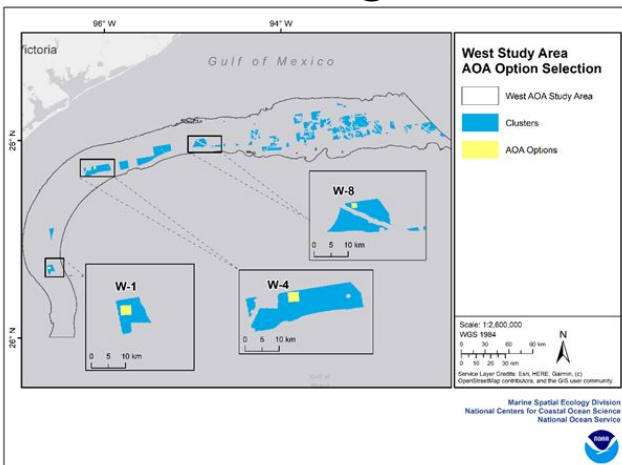 96° W
94° W
ictoria
Gulf of Mexico
28° N
26° N
W-8
0 5 10 km
W-4
0 5 10 km
W-1
0 5 10 km
West Study Area
AOA Option Selection
West AOA Study Area
Clusters
AOA Options
Scale: 1:2,600,000
WGS 1984
N
0 30 60 90 km
0 10 20 30 nm
Service Layer Credits: Esri, HERE, Garmin, (c)
OpenStreetMap contributors, and the GIS user community
Marine Spatial Ecology Division
National Centers for Coastal Ocean Science
National Ocean Service
NOAA